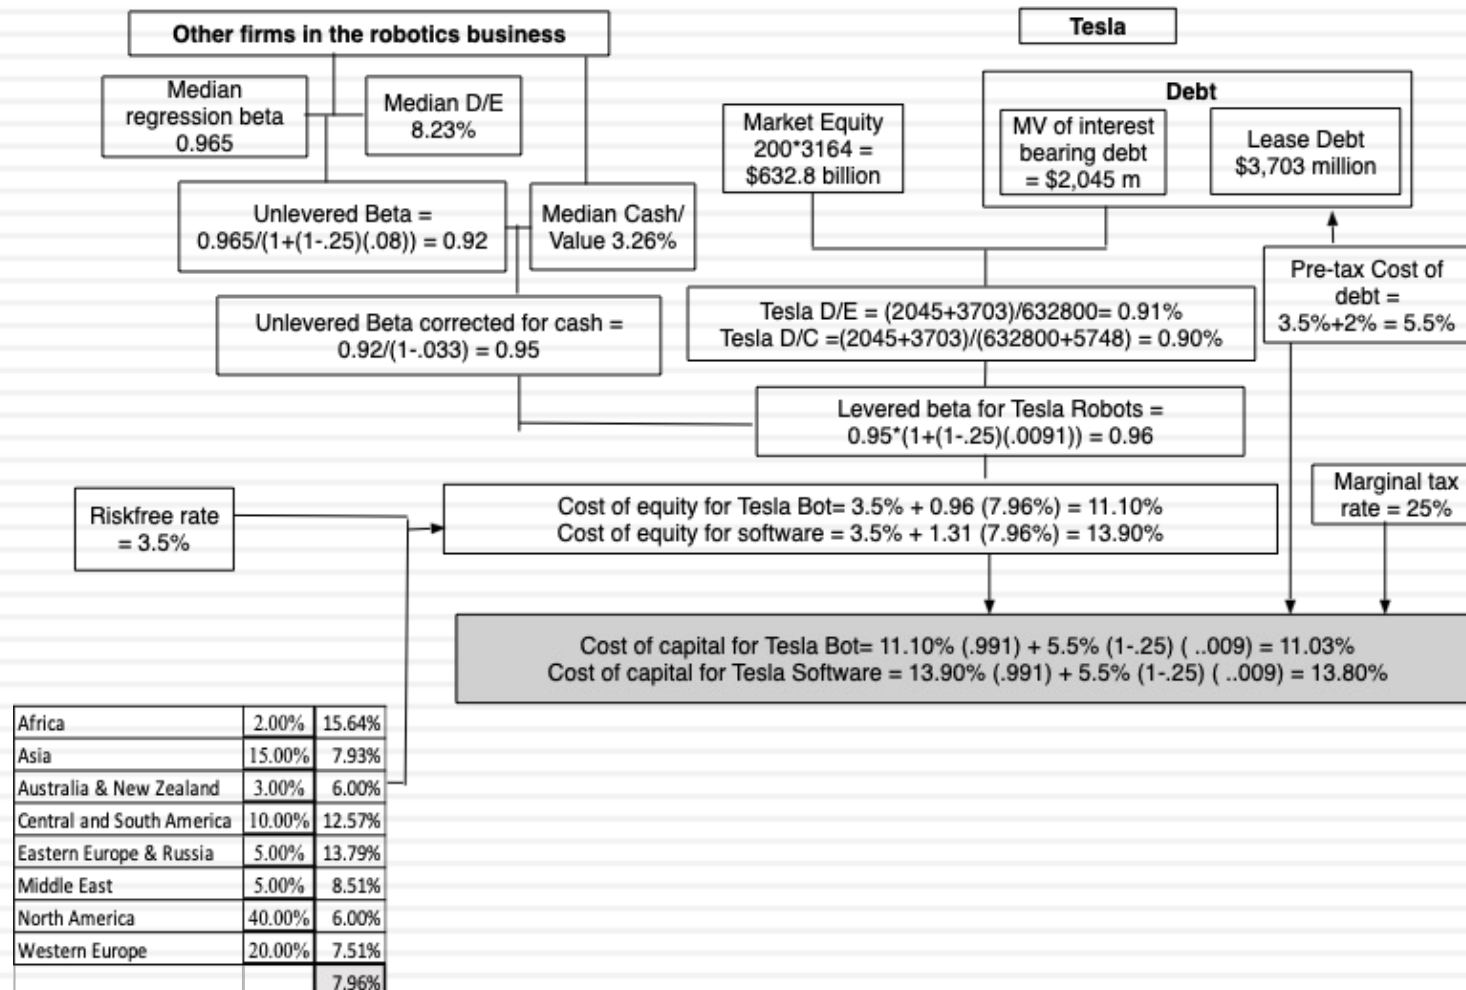 Other firms in the robotics business
Tesla
Median
regression beta
0.965
Median D/E
8.23%
Market Equity
200*3164 =
$632.8 billion
Debt
MV of interest
bearing debt
= $2,045 m
Lease Debt
$3,703 million
Unlevered Beta =
0.965/(1+(1-.25)(.08)) = 0.92
Median Cash/
Value 3.26%
Pre-tax Cost of
debt =
3.5%+2% = 5.5%
Unlevered Beta corrected for cash =
0.92/(1-.033) = 0.95
Tesla D/E = (2045+3703)/632800= 0.91%
Tesla D/C =(2045+3703)/(632800+5748) = 0.90%
Levered beta for Tesla Robots =
0.95*(1+(1-.25)(.0091)) = 0.96
Riskfree rate
= 3.5%
Cost of equity for Tesla Bot= 3.5% + 0.96 (7.96%) = 11.10%
Cost of equity for software = 3.5% + 1.31 (7.96%) = 13.90%
Marginal tax
rate = 25%
Cost of capital for Tesla Bot= 11.10% (.991) + 5.5% (1-.25) ( ..009) = 11.03%
Cost of capital for Tesla Software = 13.90% (.991) + 5.5% (1-.25) ( ..009) = 13.80%
Africa 2.00% 15.64%
Asia 15.00% 7.93%
Australia & New Zealand 3.00% 6.00%
Central and South America 10.00% 12.57%
Eastern Europe & Russia 5.00% 13.79%
Middle East 5.00% 8.51%
North America 40.00% 6.00%
Western Europe 20.00% 7.51%
7.96%